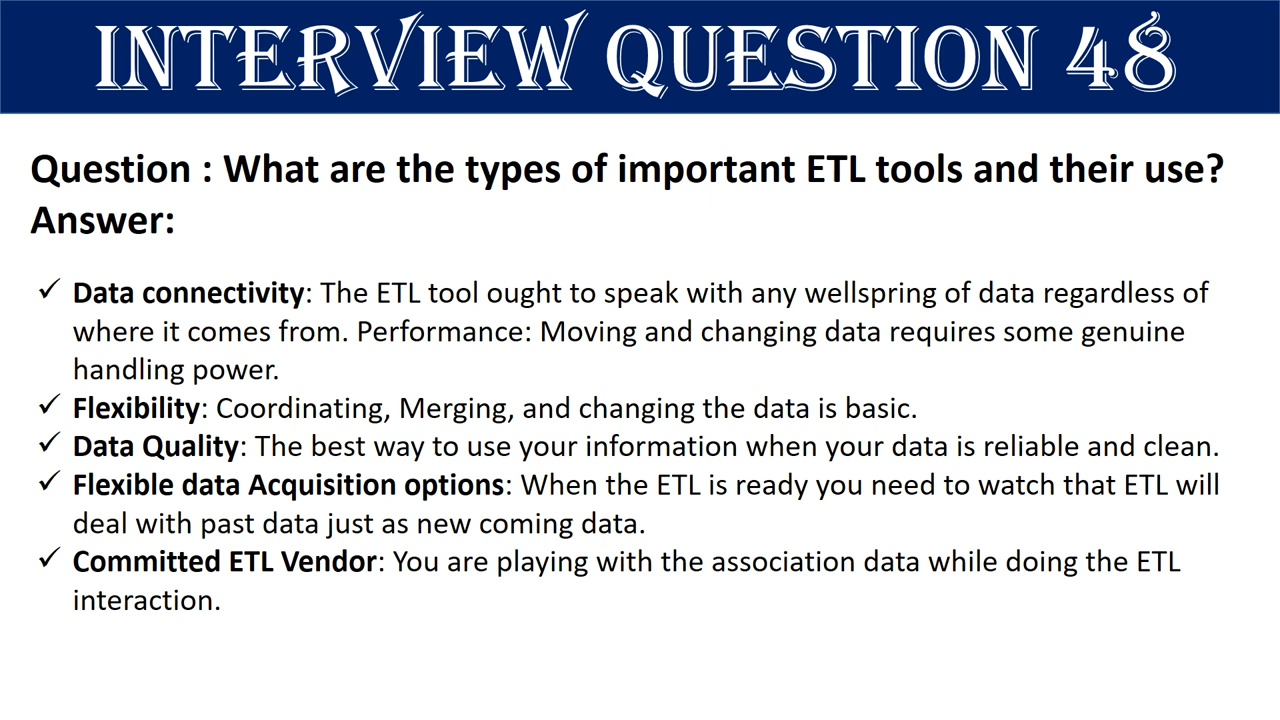 INTERVIEW QUESTION 48
Question : What are the types of important ETL tools and their use?
Answer:
✓ Data connectivity: The ETL tool ought to speak with any wellspring of data regardless of
where it comes from. Performance: Moving and changing data requires some genuine
handling power.
✓ Flexibility: Coordinating, Merging, and changing the data is basic.
✓ Data Quality: The best way to use your information when your data is reliable and clean.
✓ Flexible data Acquisition options: When the ETL is ready you need to watch that ETL will
deal with past data just as new coming data.
✓ Committed ETL Vendor: You are playing with the association data while doing the ETL
interaction.